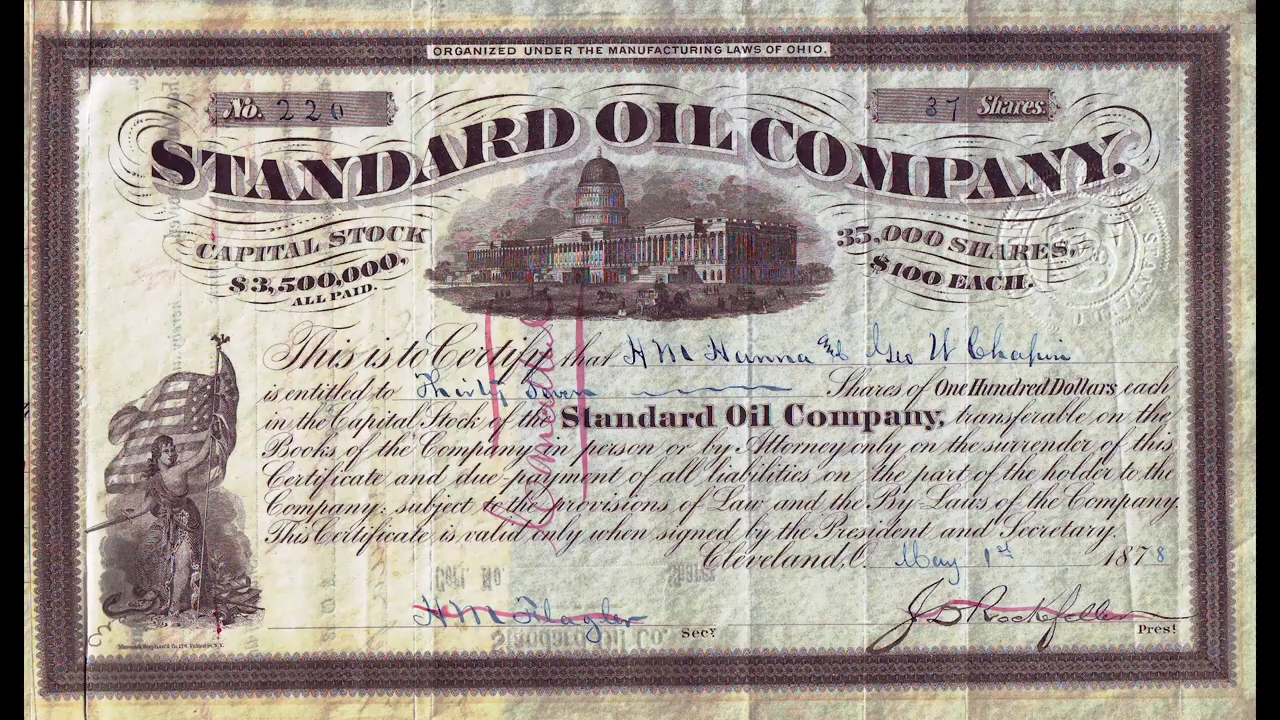 ORGANIZED UNDER THE MANUFACTURING LAWS OF OHIO.
No. 220
37 Shares.
STANDARD OIL COMPANY.
CAPITAL STOCK
$3,500,000,
ALL PAID.
35,000 SHARES,
$100 EACH.
This is to Certify that H M Hanna and Geo W Chapin
is entitled to Thirty Seven Shares of One Hundred Dollars each
in the Capital Stock of the Standard Oil Company, transferable on the
Books of the Company in person or by Attorney only on the surrender of this
Certificate and due payment of all liabilities on the part of the holder to the
Company: subject to the provisions of Law and the By-Laws of the Company.
This Certificate is valid only when signed by the President and Secretary.
Cleveland, O. May 1st 1878
H M Flagler Secy
J D Rockefeller Prest
Cancelled